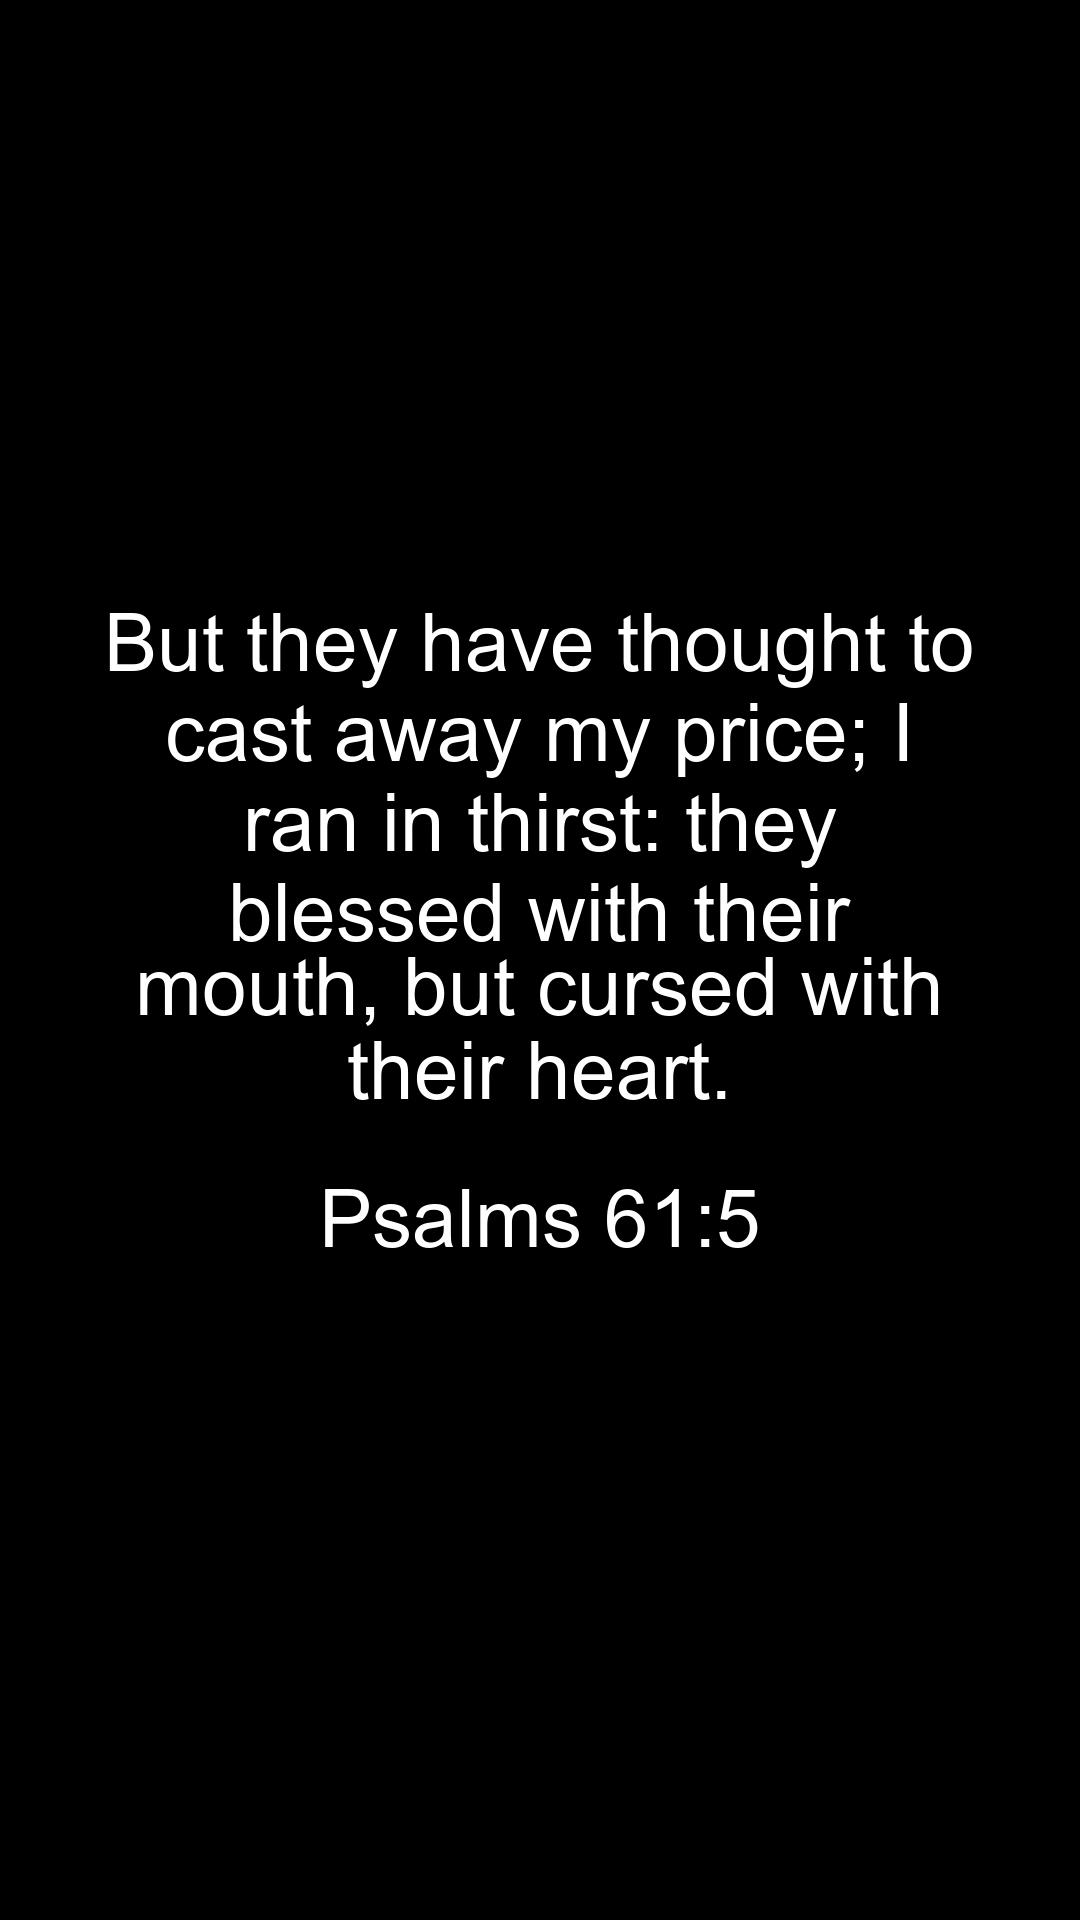 But they have thought to
cast away my price; I
ran in thirst: they
blessed with their
mouth, but cursed with
their heart.
Psalms 61:5